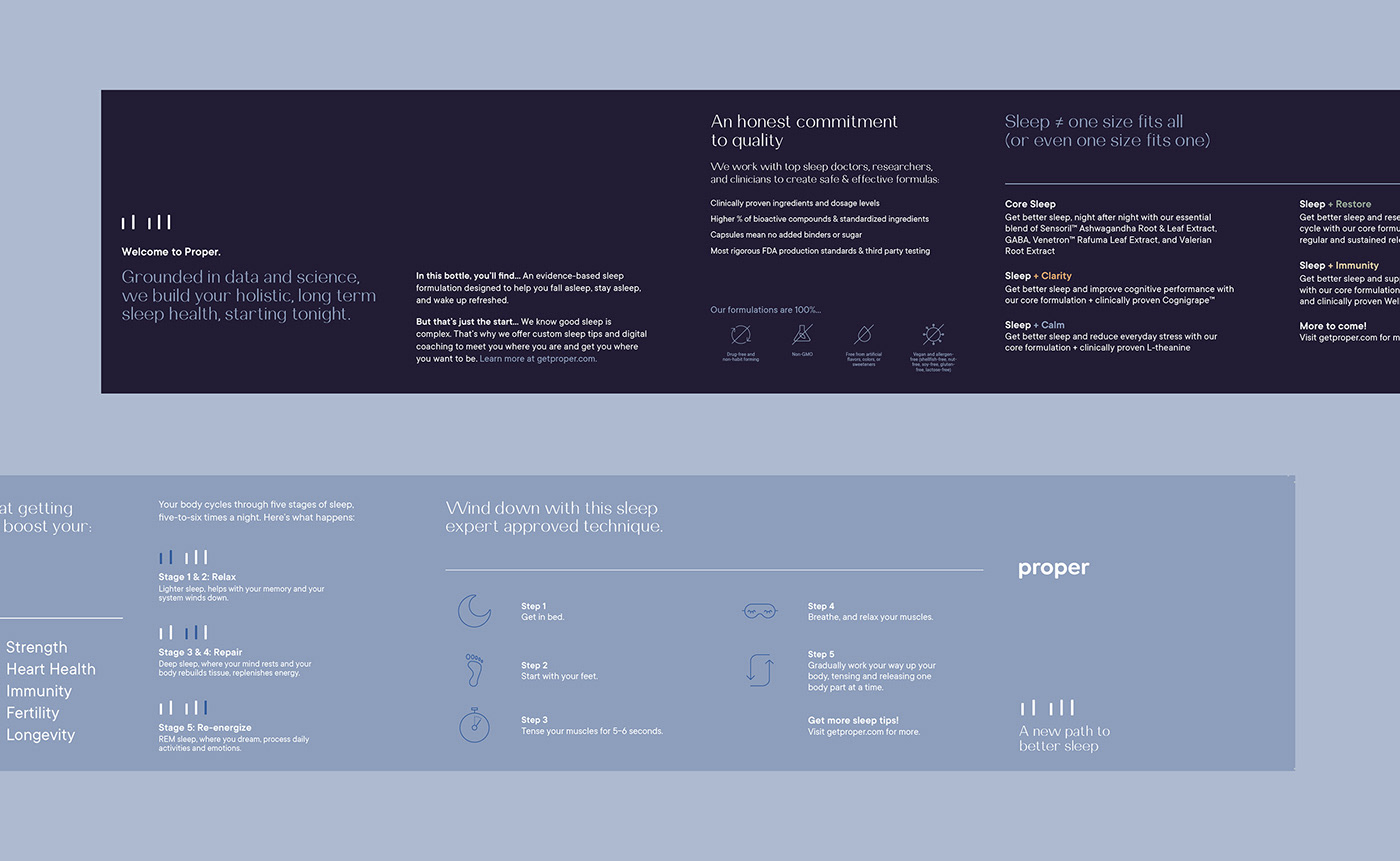 Welcome to Proper.
Grounded in data and science,
we build your holistic, long term
sleep health, starting tonight.
In this bottle, you'll find... An evidence-based sleep
formulation designed to help you fall asleep, stay asleep,
and wake up refreshed.
But that's just the start... We know good sleep is
complex. That's why we offer custom sleep tips and digital
coaching to meet you where you are and get you where
you want to be. Learn more at getproper.com.
An honest commitment
to quality
We work with top sleep doctors, researchers,
and clinicians to create safe & effective formulas:
Clinically proven ingredients and dosage levels
Higher % of bioactive compounds & standardized ingredients
Capsules mean no added binders or sugar
Most rigorous FDA production standards & third party testing
Our formulations are 100%...
Drug-free and
non-habit forming
Non-GMO
Free from artificial
flavors, colors, or
sweeteners
Vegan and allergen-
free (shellfish-free, nut-
free, soy-free, gluten-
free, lactose-free)
Sleep ≠ one size fits all
(or even one size fits one)
Core Sleep
Get better sleep, night after night with our essential
blend of Sensoril™ Ashwagandha Root & Leaf Extract,
GABA, Venetron™ Rafuma Leaf Extract, and Valerian
Root Extract
Sleep + Clarity
Get better sleep and improve cognitive performance with
our core formulation + clinically proven Cognigrape™
Sleep + Calm
Get better sleep and reduce everyday stress with our
core formulation + clinically proven L-theanine
Sleep + Restore
Get better sleep and rese
cycle with our core formu
regular and sustained rel
Sleep + Immunity
Get better sleep and sup
with our core formulation
and clinically proven Wel
More to come!
Visit getproper.com for m
at getting
boost your:
Strength
Heart Health
Immunity
Fertility
Longevity
Your body cycles through five stages of sleep,
five-to-six times a night. Here's what happens:
Stage 1 & 2: Relax
Lighter sleep, helps with your memory and your
system winds down.
Stage 3 & 4: Repair
Deep sleep, where your mind rests and your
body rebuilds tissue, replenishes energy.
Stage 5: Re-energize
REM sleep, where you dream, process daily
activities and emotions.
Wind down with this sleep
expert approved technique.
Step 1
Get in bed.
Step 2
Start with your feet.
Step 3
Tense your muscles for 5-6 seconds.
Step 4
Breathe, and relax your muscles.
Step 5
Gradually work your way up your
body, tensing and releasing one
body part at a time.
Get more sleep tips!
Visit getproper.com for more.
proper
A new path to
better sleep